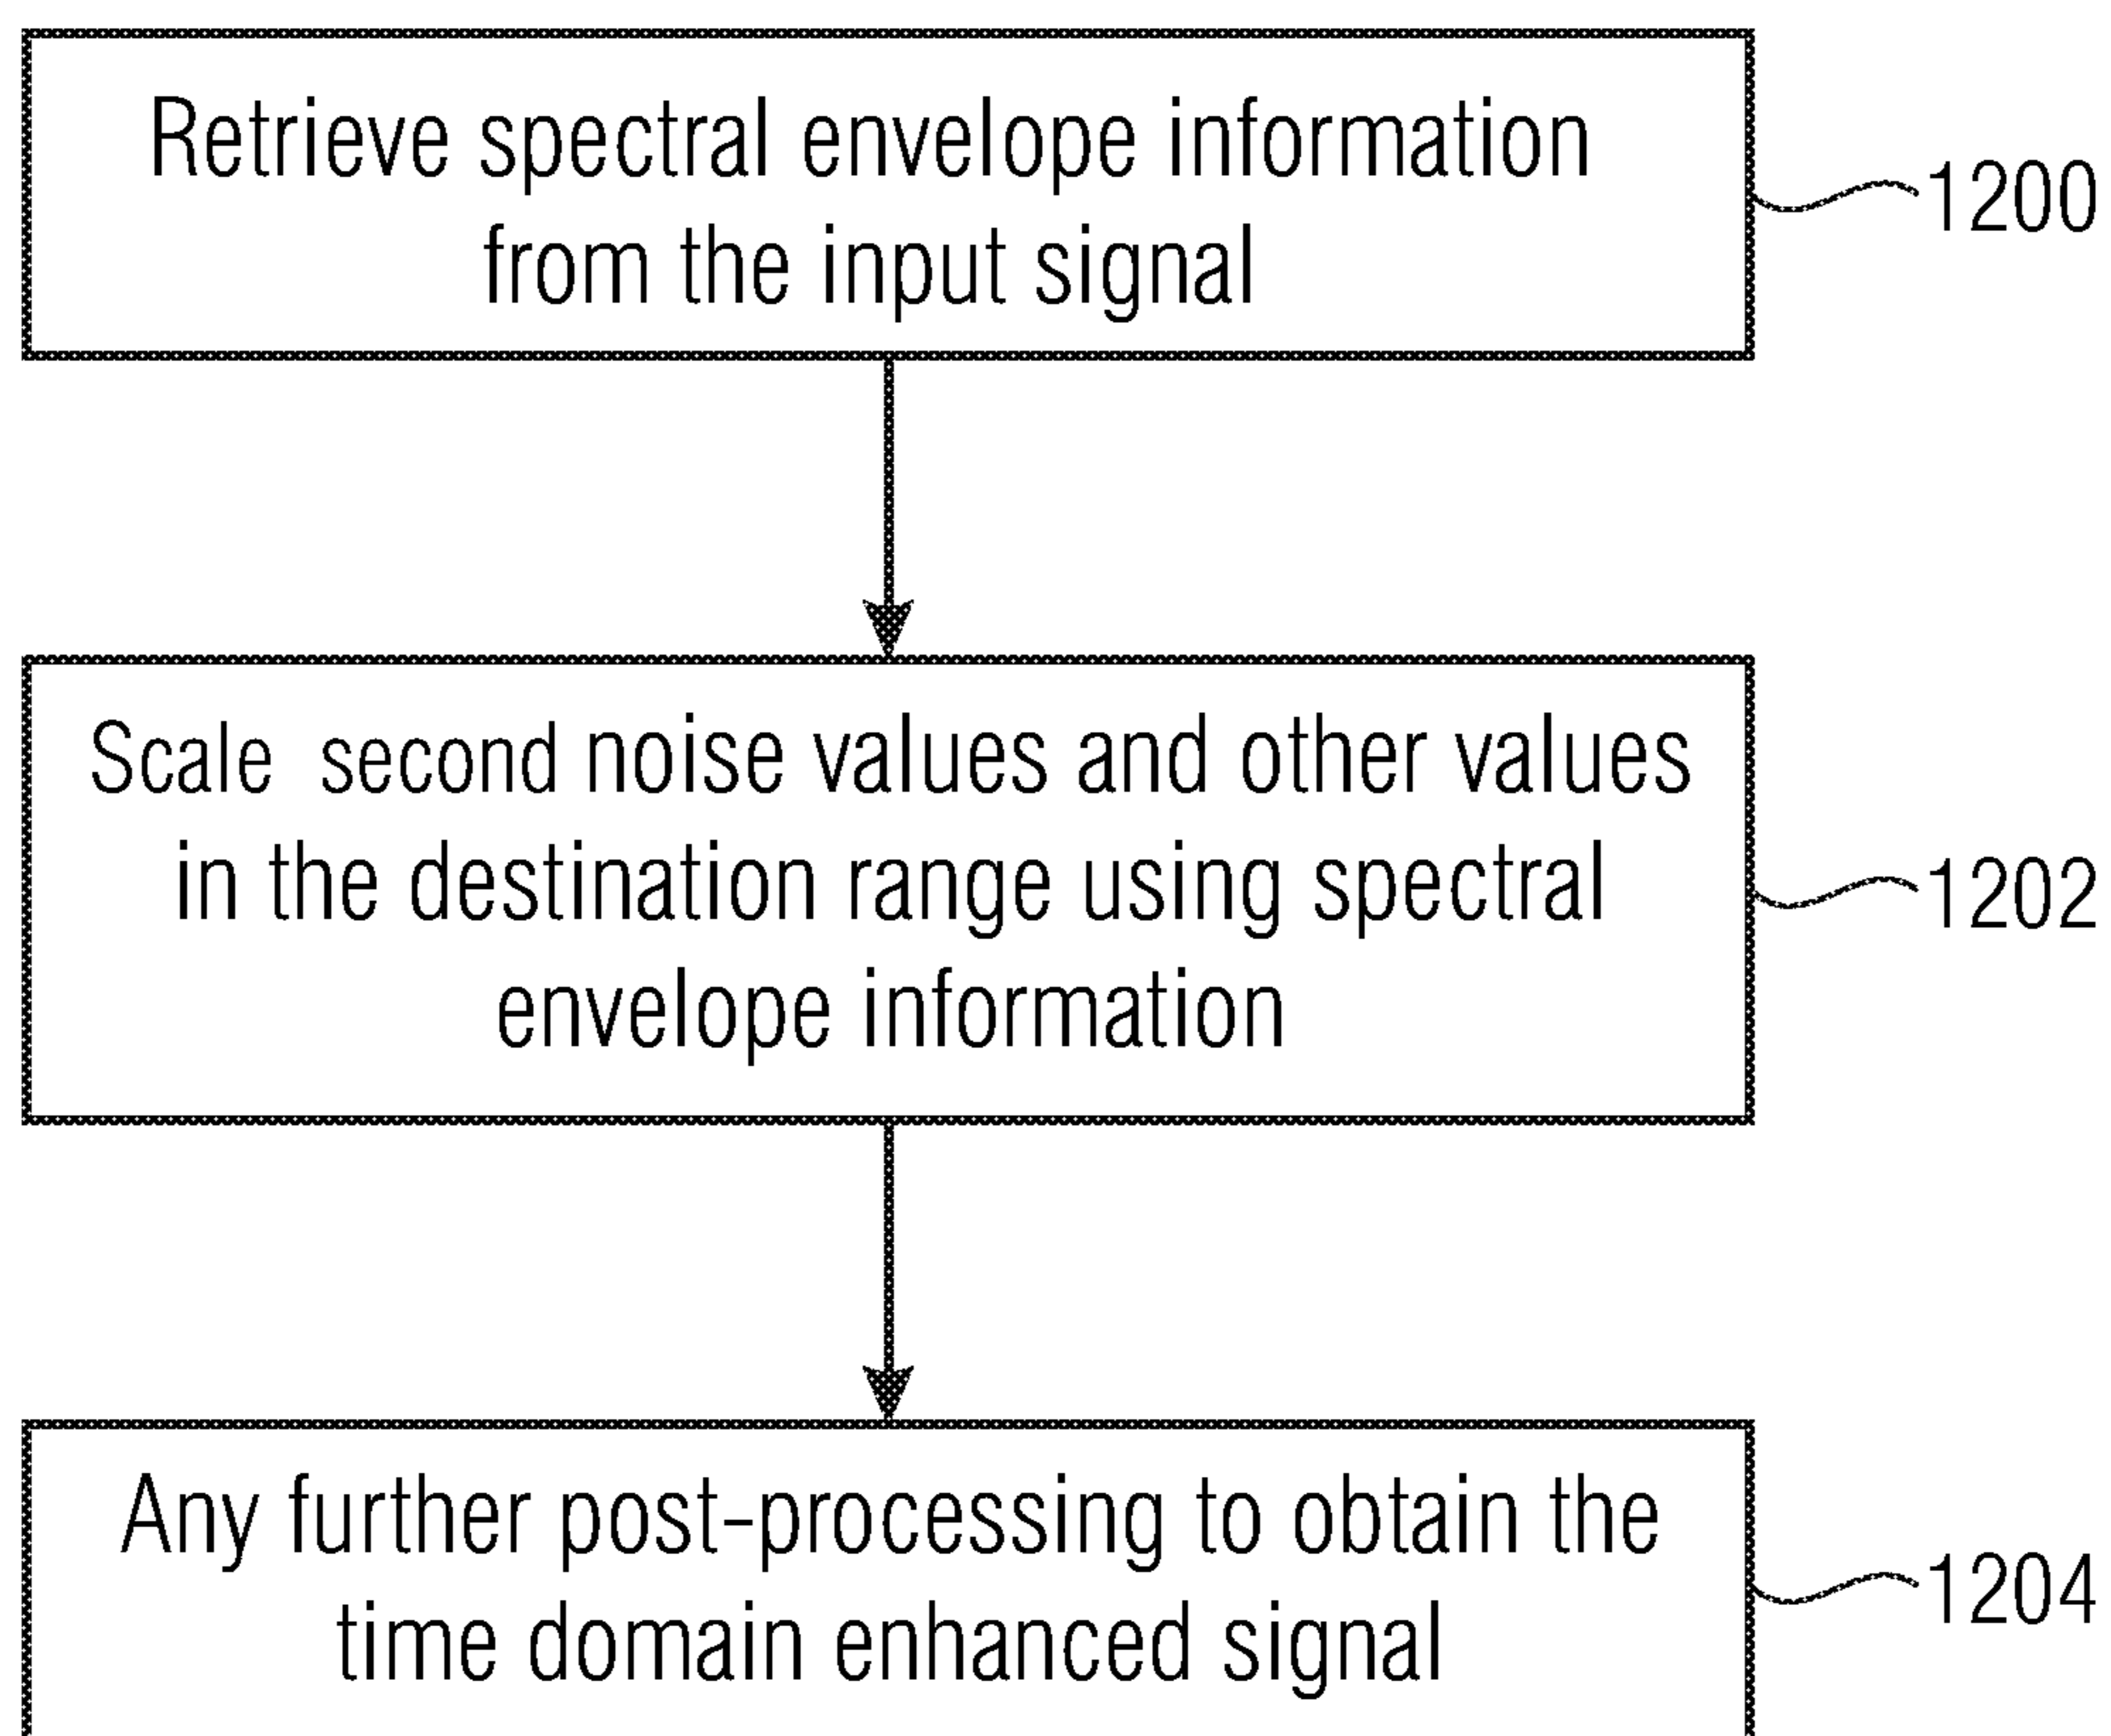 Retrieve spectral envelope information
from the input signal
1200
Scale second noise values and other values
in the destination range using spectral
envelope information
1202
Any further post-processing to obtain the
time domain enhanced signal
1204